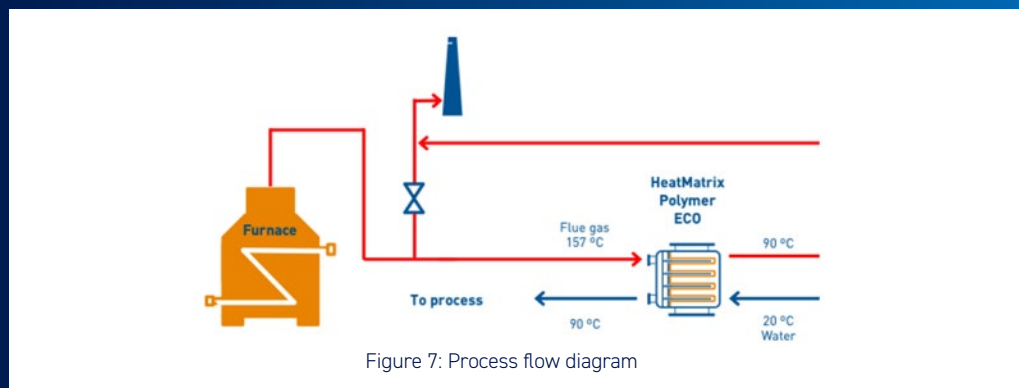 HeatMatrix
Polymer
ECO
Furnace
Flue gas
157 ºC
90 ºC
To process
90 ºC
20 ºC
Water
Figure 7: Process flow diagram